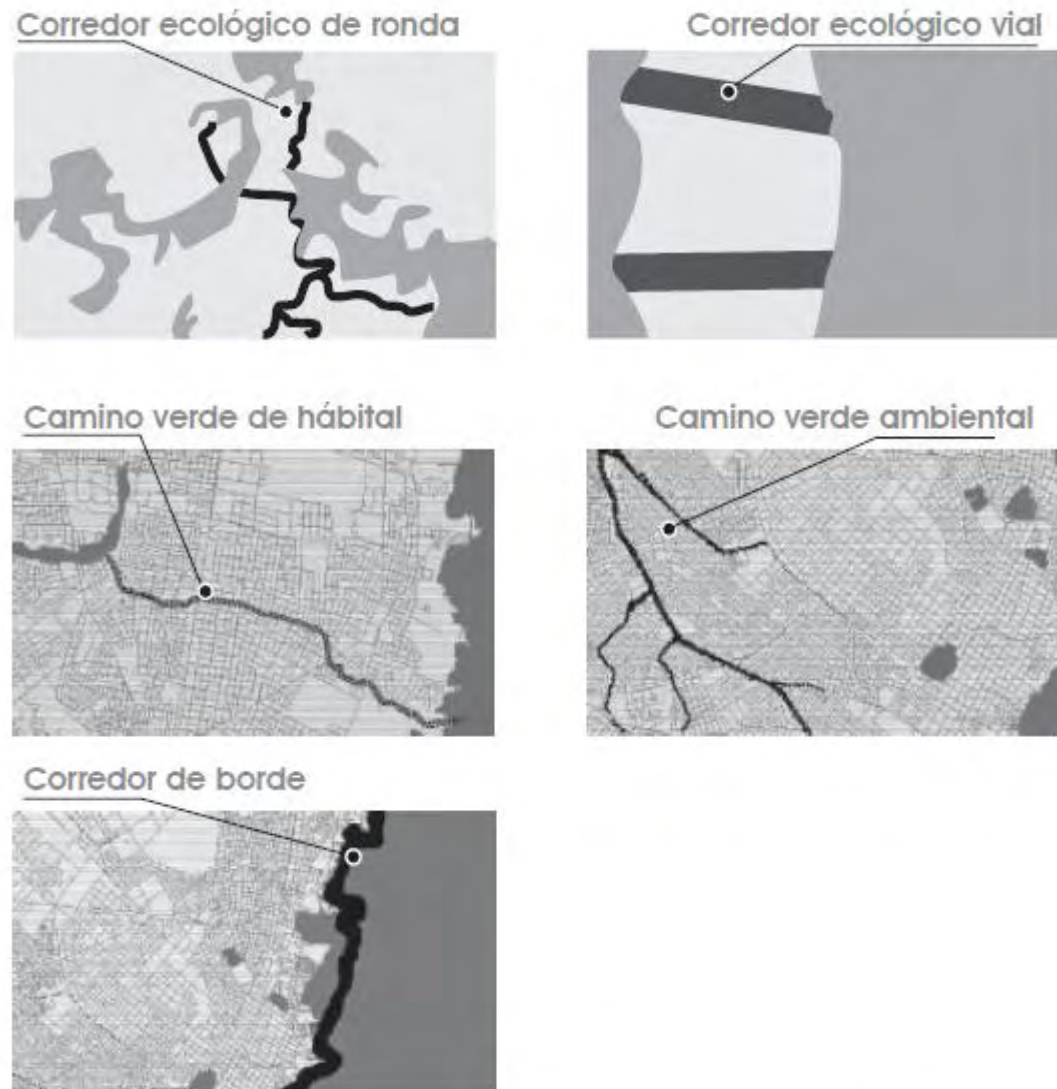 Corredor ecológico de ronda
Corredor ecológico vial
Camino verde de hábital
Camino verde ambiental
Corredor de borde